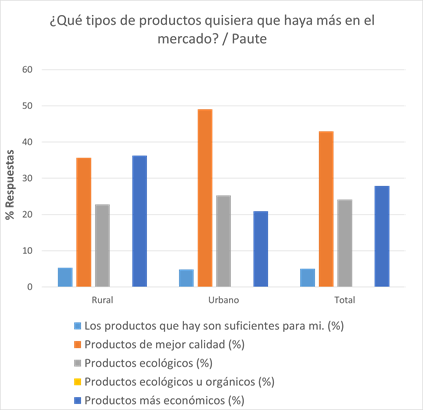 ¿Qué tipos de productos quisiera que haya más en el
mercado? / Paute
60
50
40
30
20
10
0
% Respuestas
Rural
Urbano
Total
Los productos que hay son suficientes para mi. (%)
Productos de mejor calidad (%)
Productos ecológicos (%)
Productos ecológicos u orgánicos (%)
Productos más económicos (%)